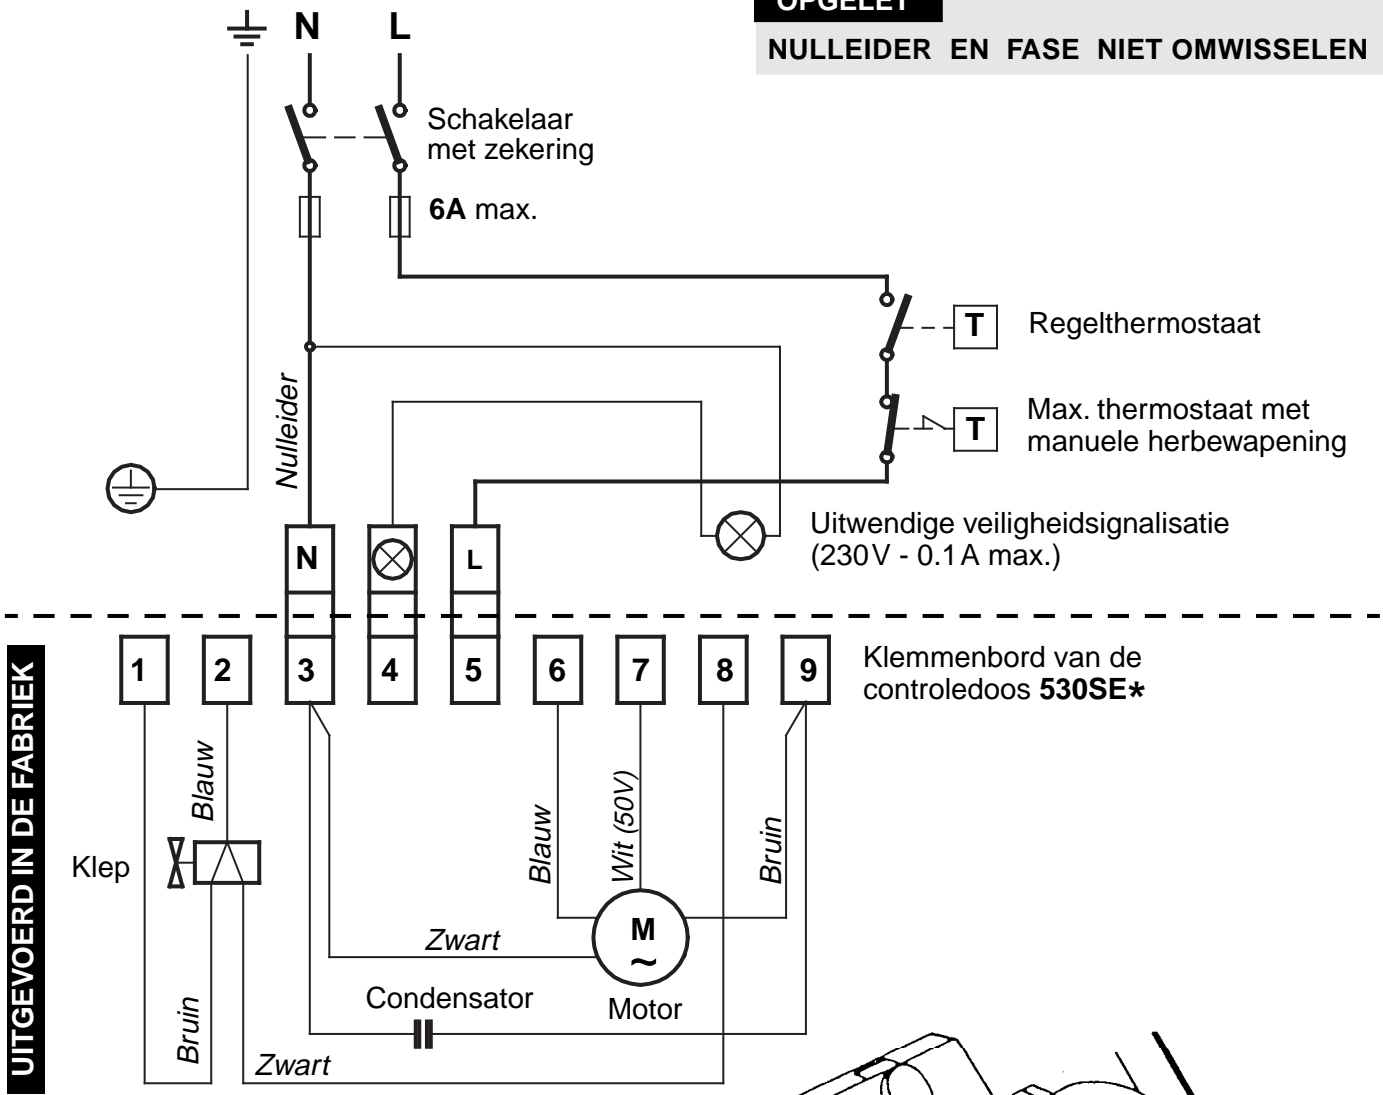 OPGELET
NULLEIDER EN FASE NIET OMWISSELEN
N L
Schakelaar
met zekering
6A max.
T Regelthermostaat
Nulleider
T Max. thermostaat met
manuele herbewapening
Uitwendige veiligheidsignalisatie
(230V - 0.1A max.)
N L
1 2 3 4 5 6 7 8 9
Klemmenbord van de
controledoos 530SE*
UITGEVOERD IN DE FABRIEK
Blauw
Klep
Bruin
Zwart
Blauw
Wit (50V)
Bruin
M
~
Zwart
Condensator
Motor